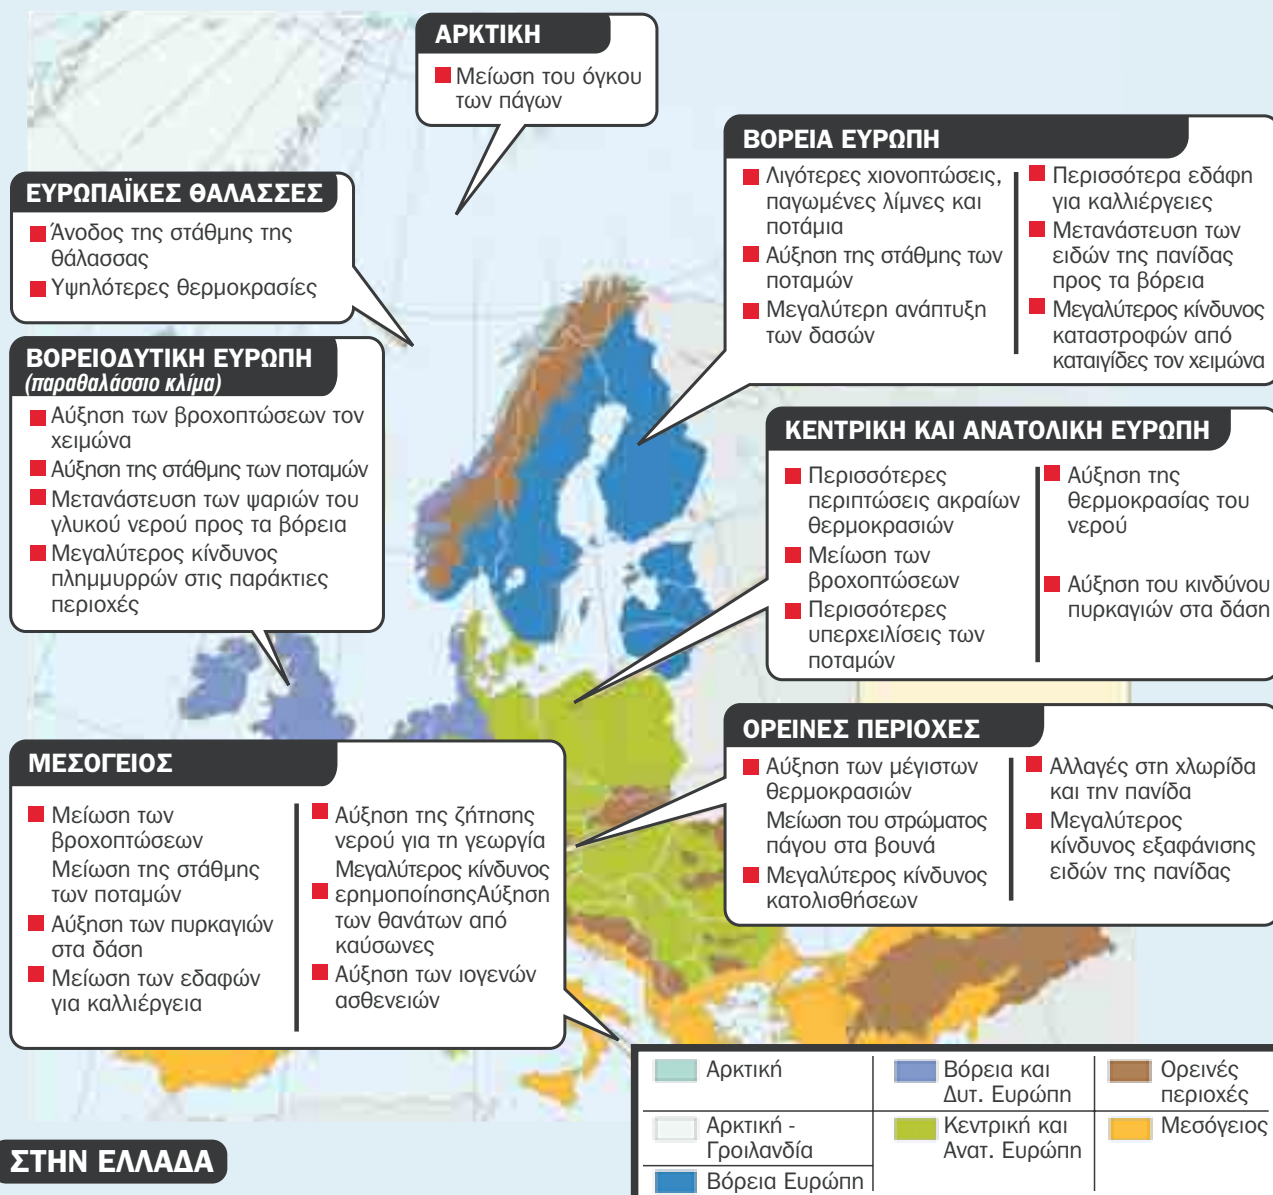 ΑΡΚΤΙΚΗ
Μείωση του όγκου
των πάγων
ΕΥΡΩΠΑΪΚΕΣ ΘΑΛΑΣΣΕΣ
Άνοδος της στάθμης της
θάλασσας
Υψηλότερες θερμοκρασίες
ΒΟΡΕΙΑ ΕΥΡΩΠΗ
Λιγότερες χιονοπτώσεις,
παγωμένες λίμνες και
ποτάμια
Αύξηση της στάθμης των
ποταμών
Μεγαλύτερη ανάπτυξη
των δασών
Περισσότερα εδάφη
για καλλιέργειες
Μετανάστευση των
ειδών της πανίδας
προς τα βόρεια
Μεγαλύτερος κίνδυνος
καταστροφών από
καταιγίδες τον χειμώνα
ΒΟΡΕΙΟΔΥΤΙΚΗ ΕΥΡΩΠΗ
(παραθαλάσσιο κλίμα)
Αύξηση των βροχοπτώσεων τον
χειμώνα
Αύξηση της στάθμης των ποταμών
Μετανάστευση των ψαριών του
γλυκού νερού προς τα βόρεια
Μεγαλύτερος κίνδυνος
πλημμυρρών στις παράκτιες
περιοχές
ΚΕΝΤΡΙΚΗ ΚΑΙ ΑΝΑΤΟΛΙΚΗ ΕΥΡΩΠΗ
Περισσότερες
περιπτώσεις ακραίων
θερμοκρασιών
Μείωση των
βροχοπτώσεων
Περισσότερες
υπερχειλίσεις των
ποταμών
Αύξηση της
θερμοκρασίας του
νερού
Αύξηση του κινδύνου
πυρκαγιών στα δάση
ΟΡΕΙΝΕΣ ΠΕΡΙΟΧΕΣ
Αύξηση των μέγιστων
θερμοκρασιών
Μείωση του στρώματος
πάγου στα βουνά
Μεγαλύτερος κίνδυνος
κατολισθήσεων
Αλλαγές στη χλωρίδα
και την πανίδα
Μεγαλύτερος
κίνδυνος εξαφάνισης
ειδών της πανίδας
ΜΕΣΟΓΕΙΟΣ
Μείωση των
βροχοπτώσεων
Μείωση της στάθμης
των ποταμών
Αύξηση των πυρκαγιών
στα δάση
Μείωση των εδαφών
για καλλιέργεια
Αύξηση της ζήτησης
νερού για τη γεωργία
Μεγαλύτερος κίνδυνος
ερημοποίησηςΑύξηση
των θανάτων από
καύσωνες
Αύξηση των ιογενών
ασθενειών
Αρκτική
Αρκτική -
Γροιλανδία
Βόρεια Ευρώπη
Βόρεια και
Δυτ. Ευρώπη
Κεντρική και
Ανατ. Ευρώπη
Ορεινές
περιοχές
Μεσόγειος
ΣΤΗΝ ΕΛΛΑΔΑ